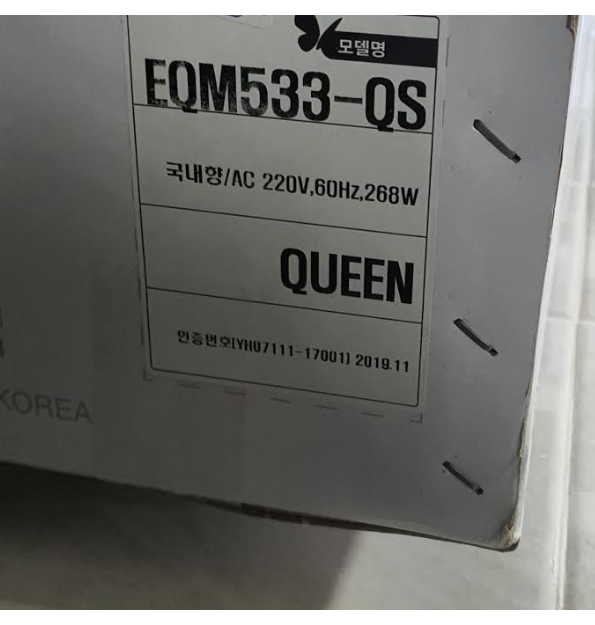 모델명
EQM533-QS
국내향/AC 220V,60Hz,268W
QUEEN
인증번호(YH07111-17001) 2019.11
KOREA